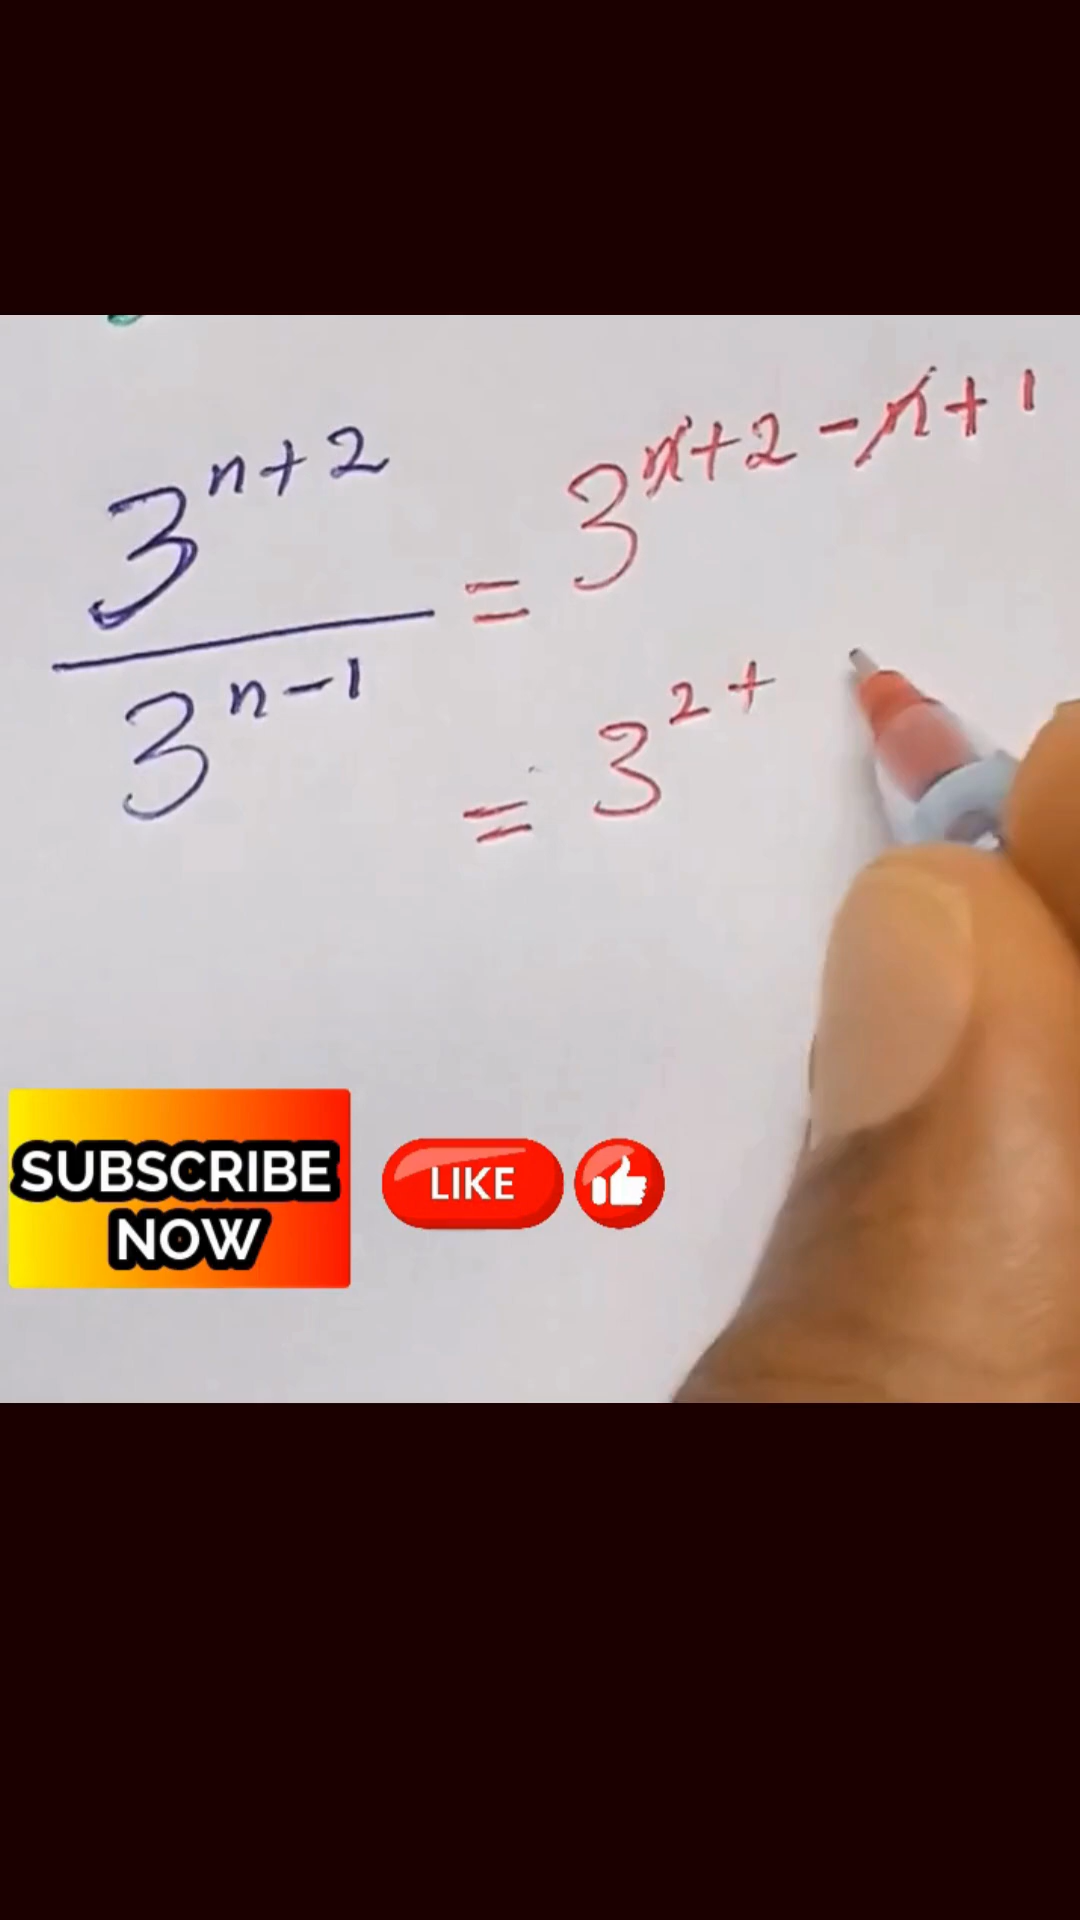 3^{n+2} / 3^{n-1} = 3^{n+2-n+1}
= 3^{2+
SUBSCRIBE NOW
LIKE